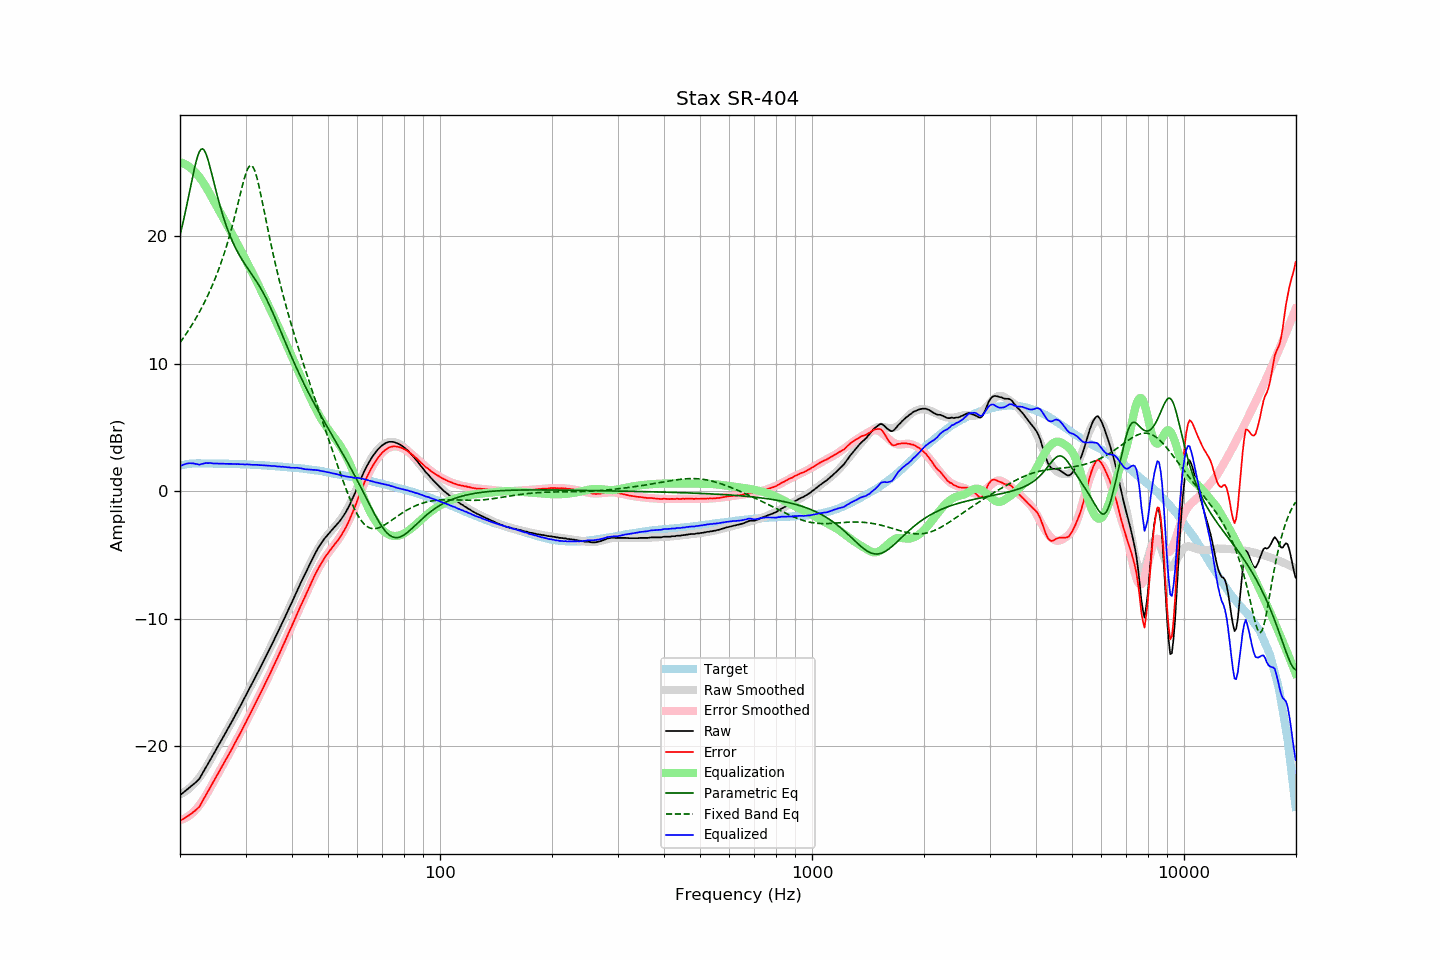 Stax SR-404
Amplitude (dBr)
20
10
0
−10
−20
Target
Raw Smoothed
Error Smoothed
Raw
Error
Equalization
Parametric Eq
Fixed Band Eq
Equalized
100
1000
10000
Frequency (Hz)